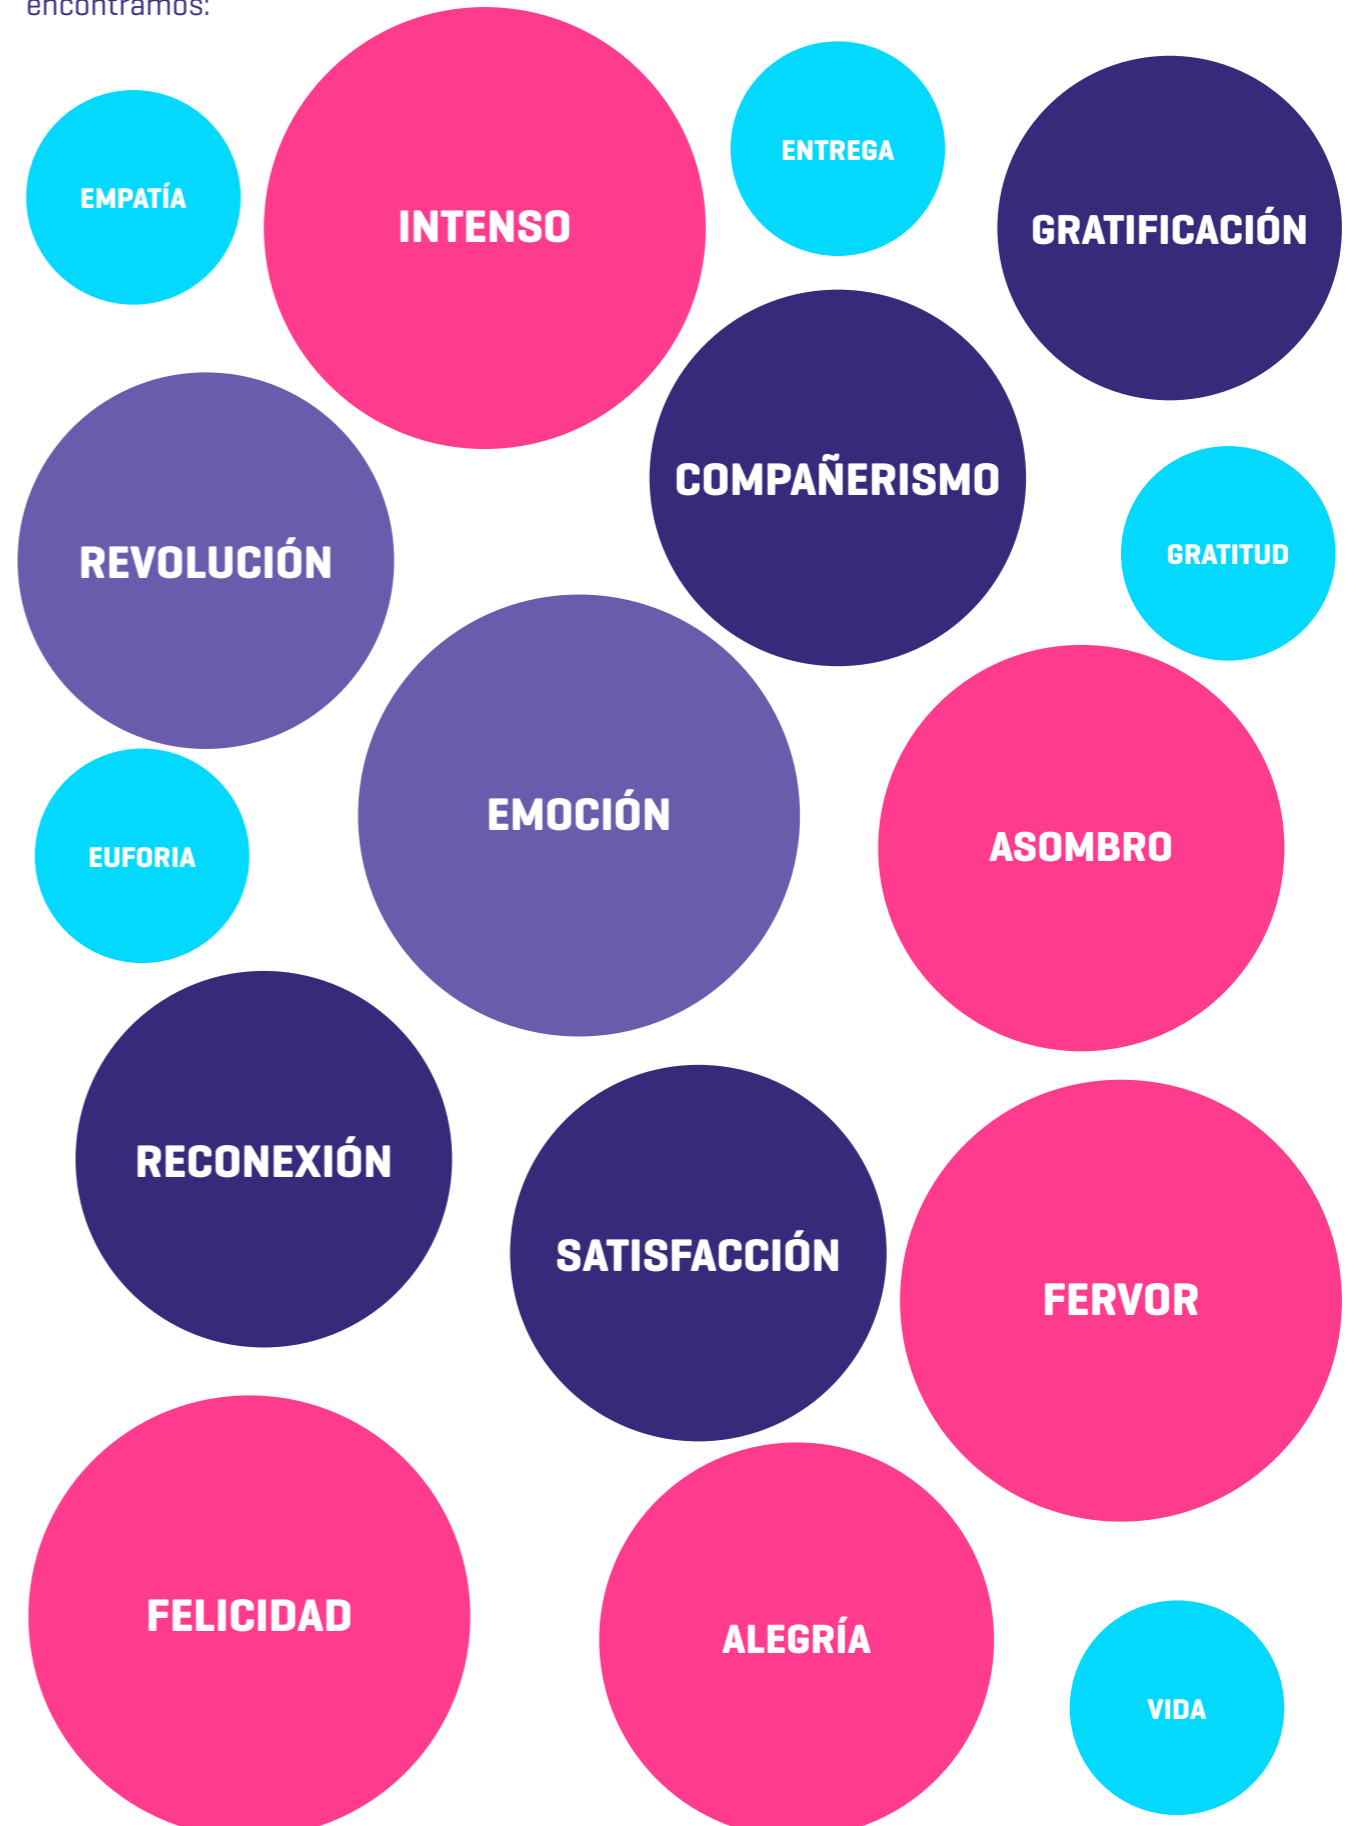 encontramos:
EMPATÍA
INTENSO
ENTREGA
GRATIFICACIÓN
COMPAÑERISMO
REVOLUCIÓN
GRATITUD
EMOCIÓN
ASOMBRO
EUFORIA
RECONEXIÓN
SATISFACCIÓN
FERVOR
FELICIDAD
ALEGRÍA
VIDA